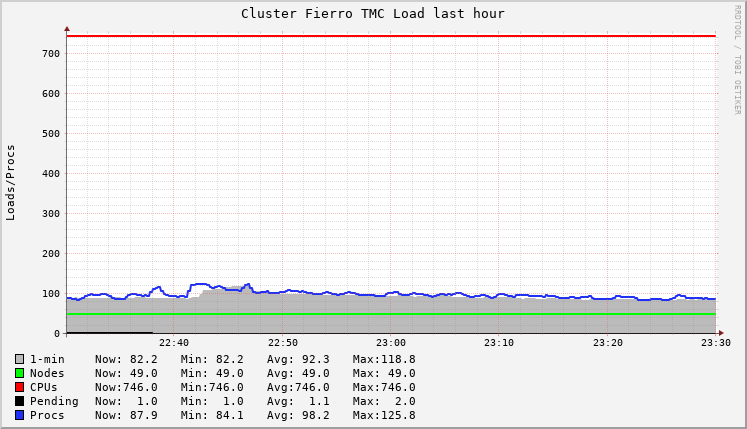 Cluster Fierro TMC Load last hour
RRDTOOL / TOBI OETIKER
Loads/Procs
700
600
500
400
300
200
100
0
22:40 22:50 23:00 23:10 23:20 23:30
1-min Now: 82.2 Min: 82.2 Avg: 92.3 Max:118.8
Nodes Now: 49.0 Min: 49.0 Avg: 49.0 Max: 49.0
CPUs Now:746.0 Min:746.0 Avg:746.0 Max:746.0
Pending Now: 1.0 Min: 1.0 Avg: 1.1 Max: 2.0
Procs Now: 87.9 Min: 84.1 Avg: 98.2 Max:125.8